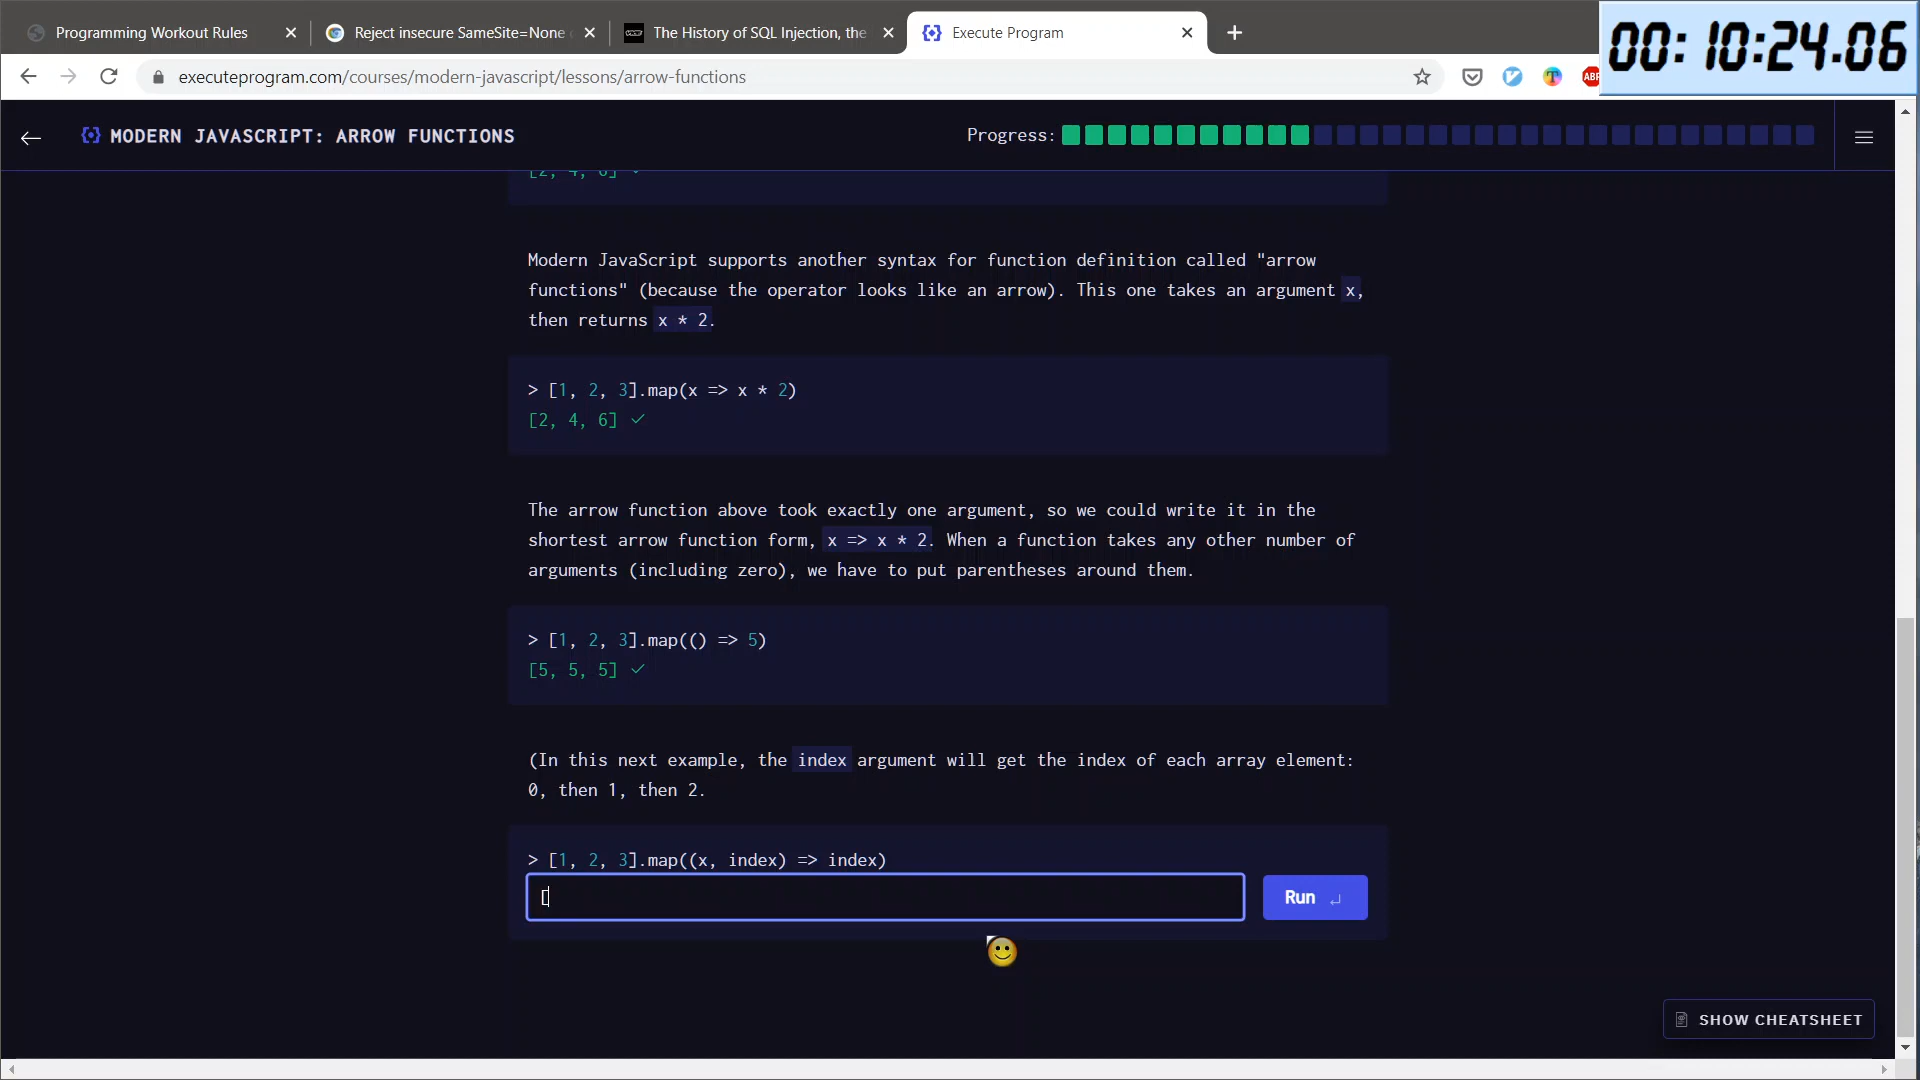 Programming Workout Rules
Reject insecure SameSite=None
The History of SQL Injection, the
Execute Program
00:10:24.06
executeprogram.com/courses/modern-javascript/lessons/arrow-functions
ABP
MODERN JAVASCRIPT: ARROW FUNCTIONS
Progress:
[2, 4, 6] ✓
Modern JavaScript supports another syntax for function definition called "arrow
functions" (because the operator looks like an arrow). This one takes an argument x,
then returns x * 2.
> [1, 2, 3].map(x => x * 2)
[2, 4, 6] ✓
The arrow function above took exactly one argument, so we could write it in the
shortest arrow function form, x => x * 2. When a function takes any other number of
arguments (including zero), we have to put parentheses around them.
> [1, 2, 3].map(() => 5)
[5, 5, 5] ✓
(In this next example, the index argument will get the index of each array element:
0, then 1, then 2.
> [1, 2, 3].map((x, index) => index)
[
Run
SHOW CHEATSHEET